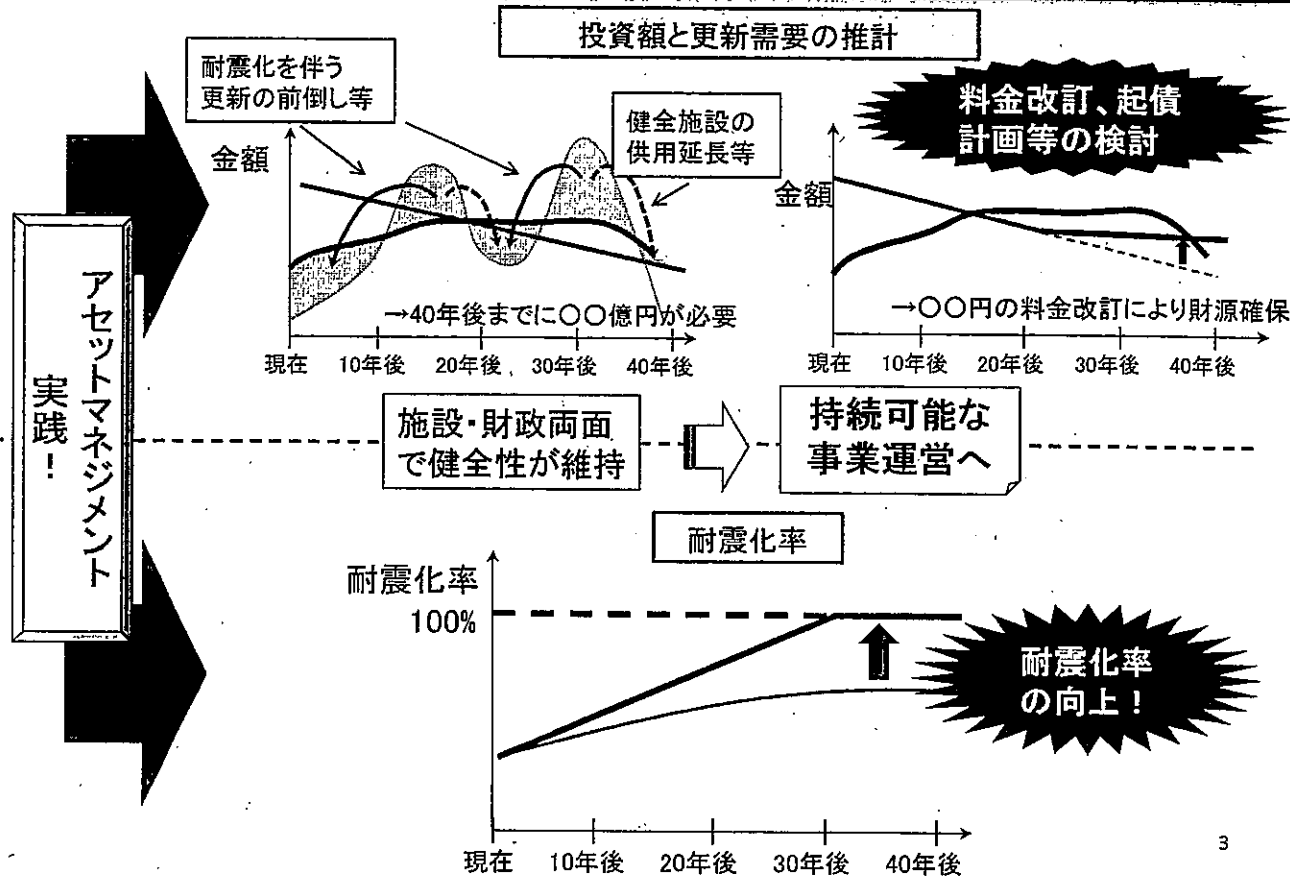 投資額と更新需要の推計
耐震化を伴う
更新の前倒し等
健全施設の
供用延長等
金額
→40年後までに〇〇億円が必要
現在 10年後 20年後 30年後 40年後
料金改訂、起債
計画等の検討
金額
→〇〇円の料金改訂により財源確保
現在 10年後 20年後 30年後 40年後
アセットマネジメント
実践!
施設・財政両面
で健全性が維持
持続可能な
事業運営へ
耐震化率
耐震化率
100%
耐震化率
の向上!
現在 10年後 20年後 30年後 40年後
3